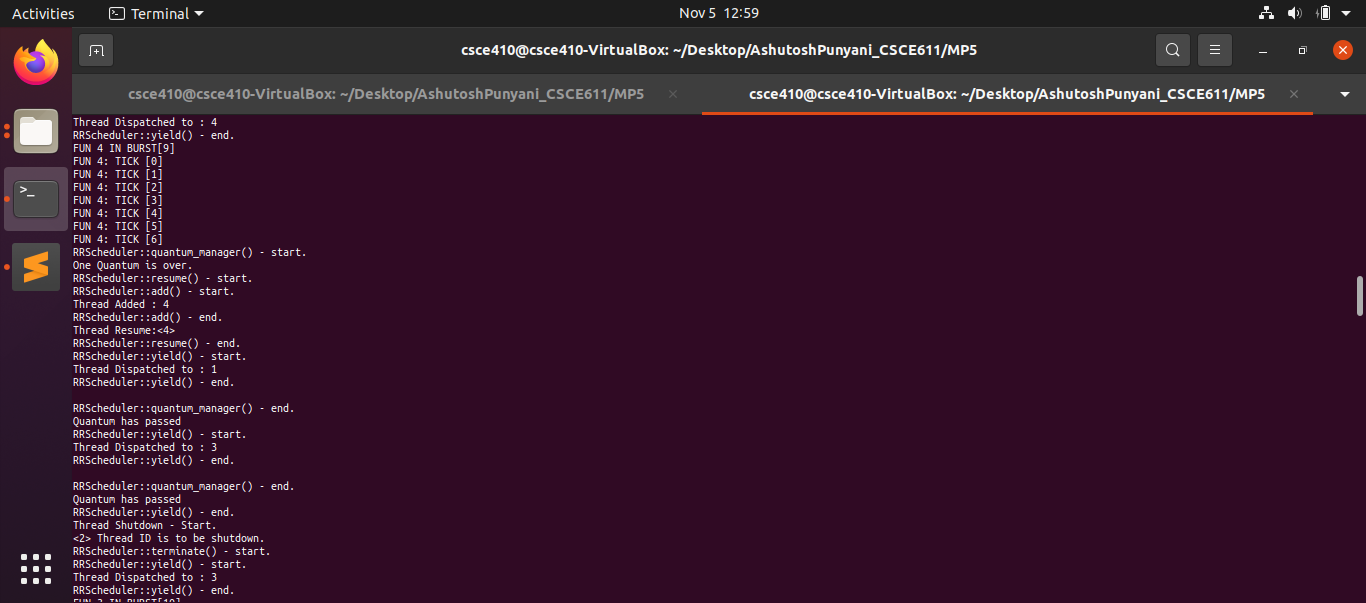 Activities
Terminal
Nov 5 12:59
csce410@csce410-VirtualBox: ~/Desktop/AshutoshPunyani_CSCE611/MP5
csce410@csce410-VirtualBox: ~/Desktop/AshutoshPunyani_CSCE611/MP5
csce410@csce410-VirtualBox: ~/Desktop/AshutoshPunyani_CSCE611/MP5
Thread Dispatched to : 4
RRScheduler::yield() - end.
FUN 4 IN BURST[9]
FUN 4: TICK [0]
FUN 4: TICK [1]
FUN 4: TICK [2]
FUN 4: TICK [3]
FUN 4: TICK [4]
FUN 4: TICK [5]
FUN 4: TICK [6]
RRScheduler::quantum_manager() - start.
One Quantum is over.
RRScheduler::resume() - start.
RRScheduler::add() - start.
Thread Added : 4
RRScheduler::add() - end.
Thread Resume:<4>
RRScheduler::resume() - end.
RRScheduler::yield() - start.
Thread Dispatched to : 1
RRScheduler::yield() - end.
RRScheduler::quantum_manager() - end.
Quantum has passed
RRScheduler::yield() - start.
Thread Dispatched to : 3
RRScheduler::yield() - end.
RRScheduler::quantum_manager() - end.
Quantum has passed
RRScheduler::yield() - end.
Thread Shutdown - Start.
<2> Thread ID is to be shutdown.
RRScheduler::terminate() - start.
RRScheduler::yield() - start.
Thread Dispatched to : 3
RRScheduler::yield() - end.
FUN 3 IN BURST[10]